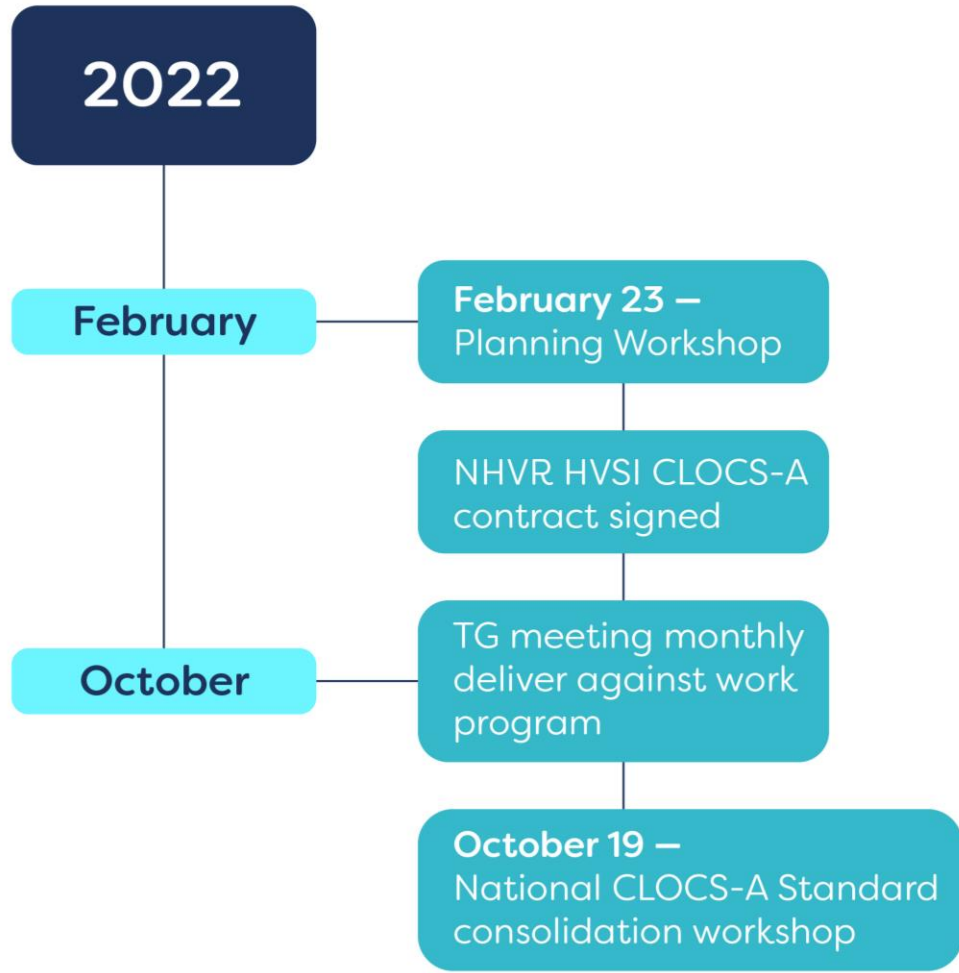 2022
February
February 23 —
Planning Workshop
NHVR HVSI CLOCS-A
contract signed
October
TG meeting monthly
deliver against work
program
October 19 —
National CLOCS-A Standard
consolidation workshop